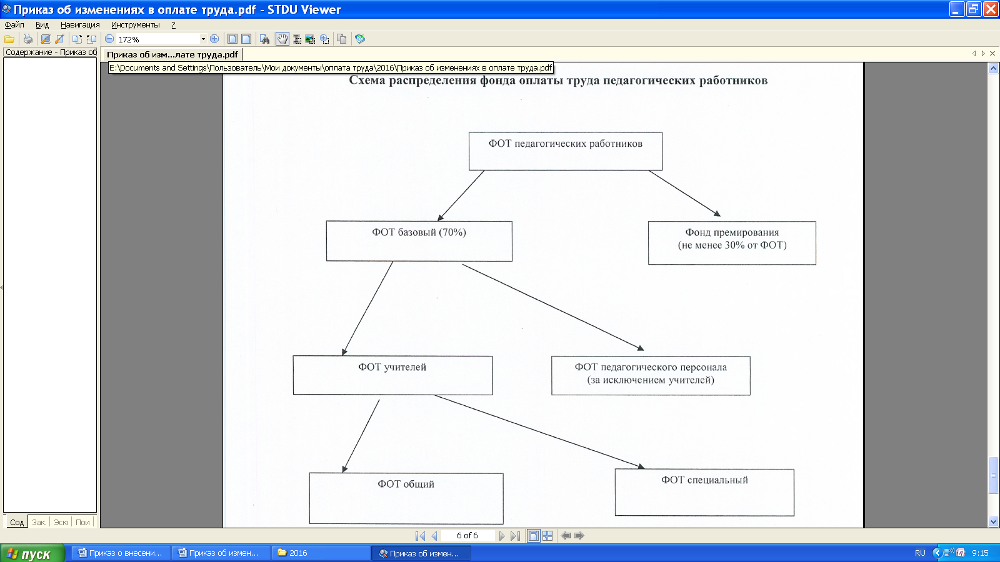 Приказ об изменениях в оплате труда.pdf - STDU Viewer
Файл Вид Навигация Инструменты ?
172%
Содержание - Приказ об
Приказ об изм...лате труда.pdf
E:\Documents and Settings\Пользователь\Мои документы\оплата труда\2016\Приказ об изменениях в оплате труда.pdf
Схема распределения фонда оплаты труда педагогических работников
ФОТ педагогических работников
ФОТ базовый (70%)
Фонд премирования
(не менее 30% от ФОТ)
ФОТ учителей
ФОТ педагогического персонала
(за исключением учителей)
ФОТ общий
ФОТ специальный
Сод Зак Эски Пои
6 of 6
пуск
Приказ о внесени...
Приказ об измен...
2016
Приказ об измен...
RU
9:15